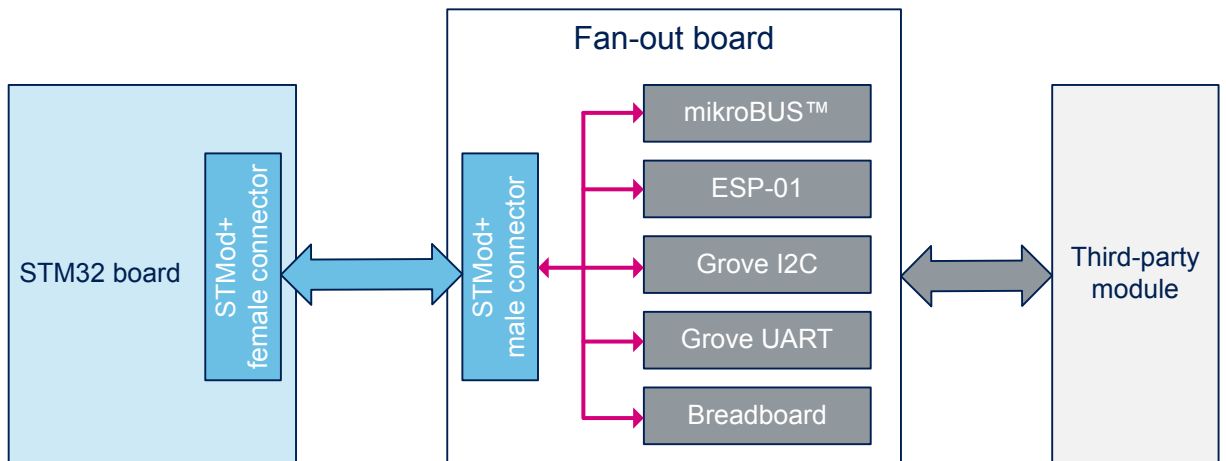 Fan-out board
STM32 board
STMod+
female connector
STMod+
male connector
mikroBUS™
ESP-01
Grove I2C
Grove UART
Breadboard
Third-party
module